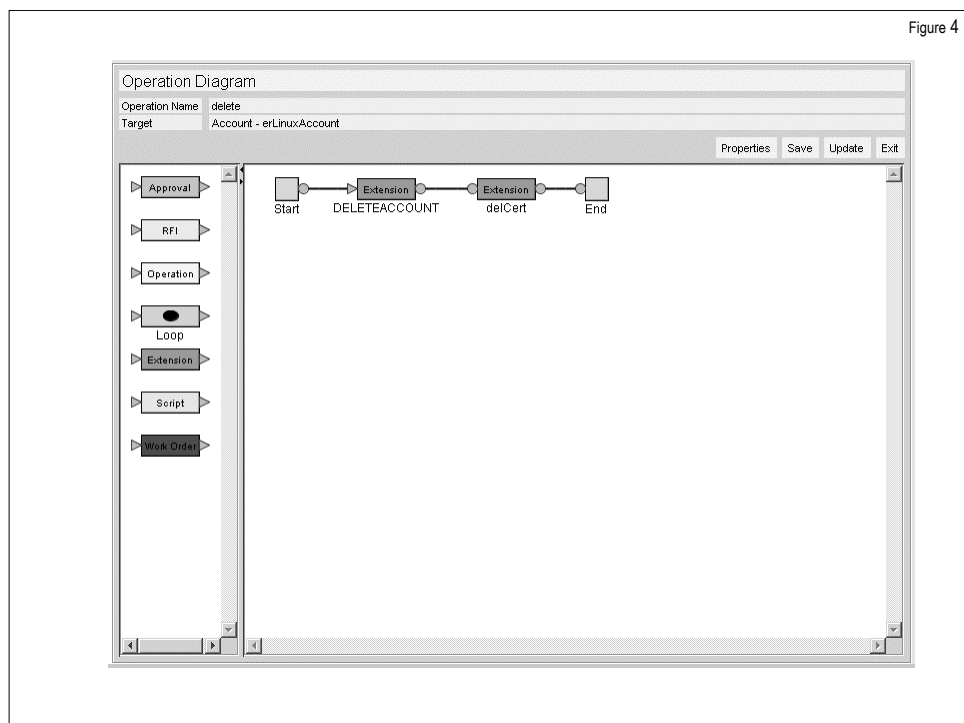 Figure 4
Operation Diagram
Operation Name delete
Target Account - erLinuxAccount
Properties Save Update Exit
Approval
RFI
Operation
Loop
Extension
Script
Work Order
Extension Extension
Start DELETEACCOUNT delCert End